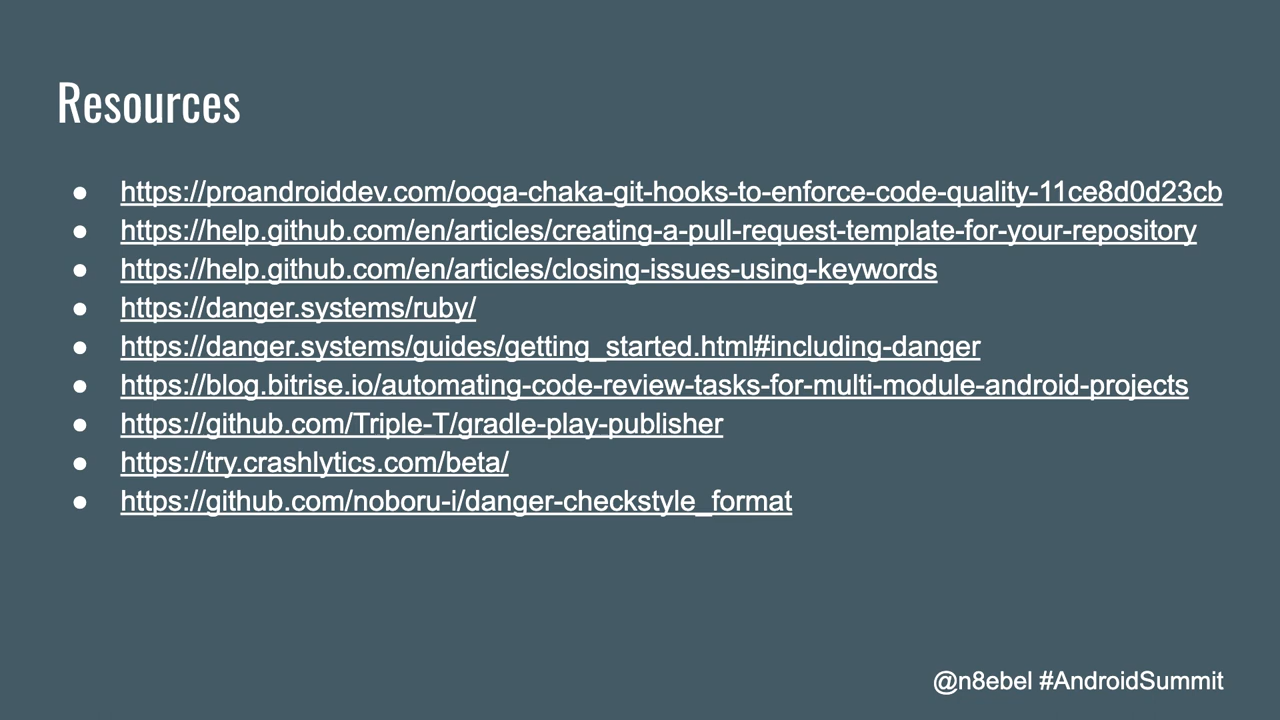 Resources
● https://proandroiddev.com/ooga-chaka-git-hooks-to-enforce-code-quality-11ce8d0d23cb
● https://help.github.com/en/articles/creating-a-pull-request-template-for-your-repository
● https://help.github.com/en/articles/closing-issues-using-keywords
● https://danger.systems/ruby/
● https://danger.systems/guides/getting_started.html#including-danger
● https://blog.bitrise.io/automating-code-review-tasks-for-multi-module-android-projects
● https://github.com/Triple-T/gradle-play-publisher
● https://try.crashlytics.com/beta/
● https://github.com/noboru-i/danger-checkstyle_format
@n8ebel #AndroidSummit